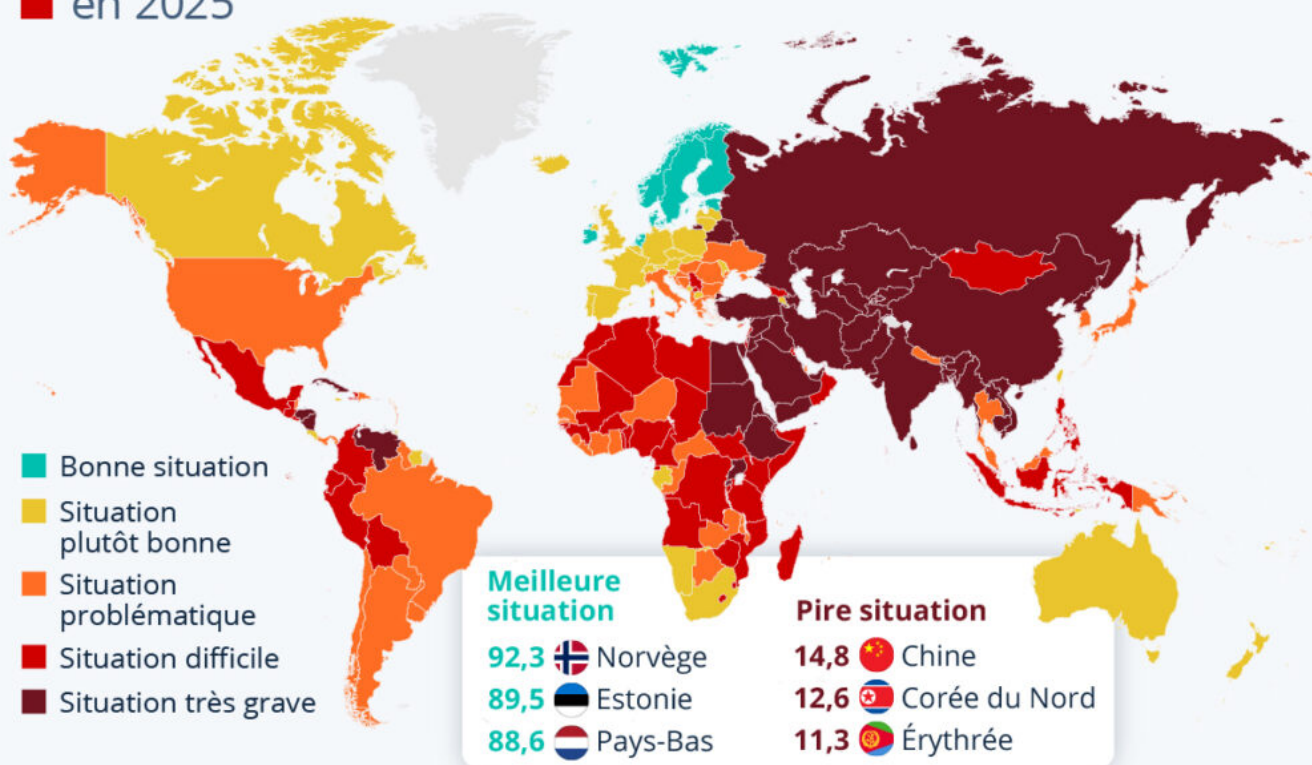 en 2025
Bonne situation
Situation
plutôt bonne
Situation
problématique
Situation difficile
Situation très grave
Meilleure
situation
92,3 Norvège
89,5 Estonie
88,6 Pays-Bas
Pire situation
14,8 Chine
12,6 Corée du Nord
11,3 Érythrée